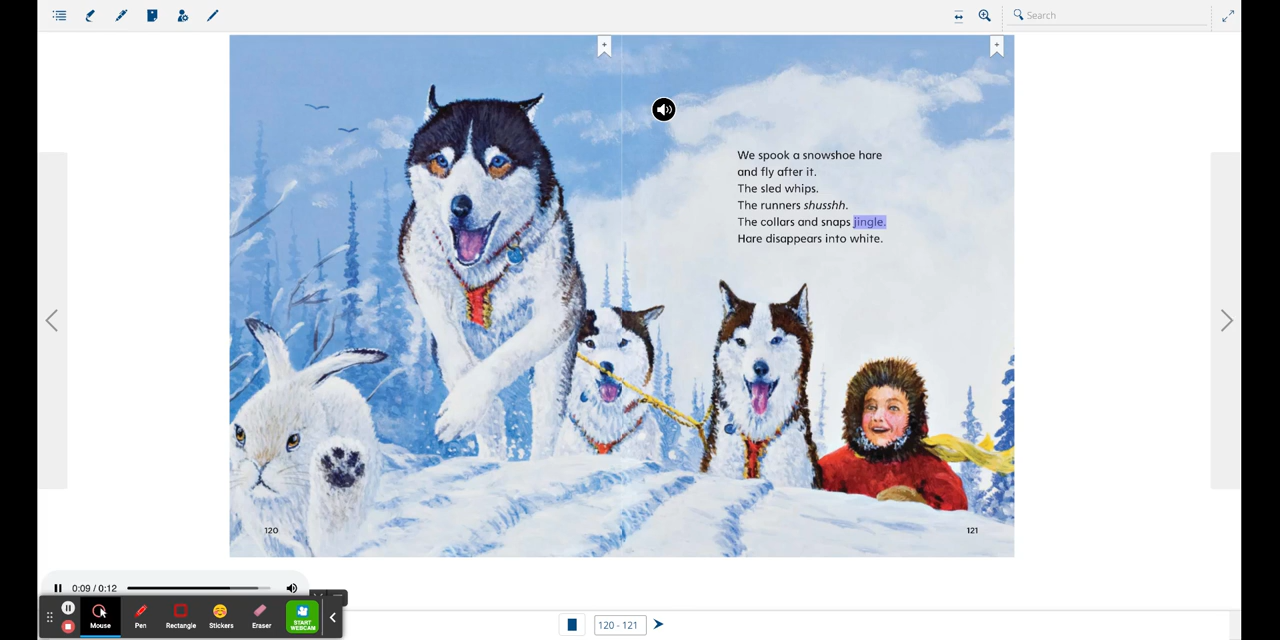 Search
We spook a snowshoe hare
and fly after it.
The sled whips.
The runners shusshh.
The collars and snaps jingle.
Hare disappears into white.
120
121
0:09 / 0:12
Mouse
Pen
Rectangle
Stickers
Eraser
START
WEBCAM
120 - 121